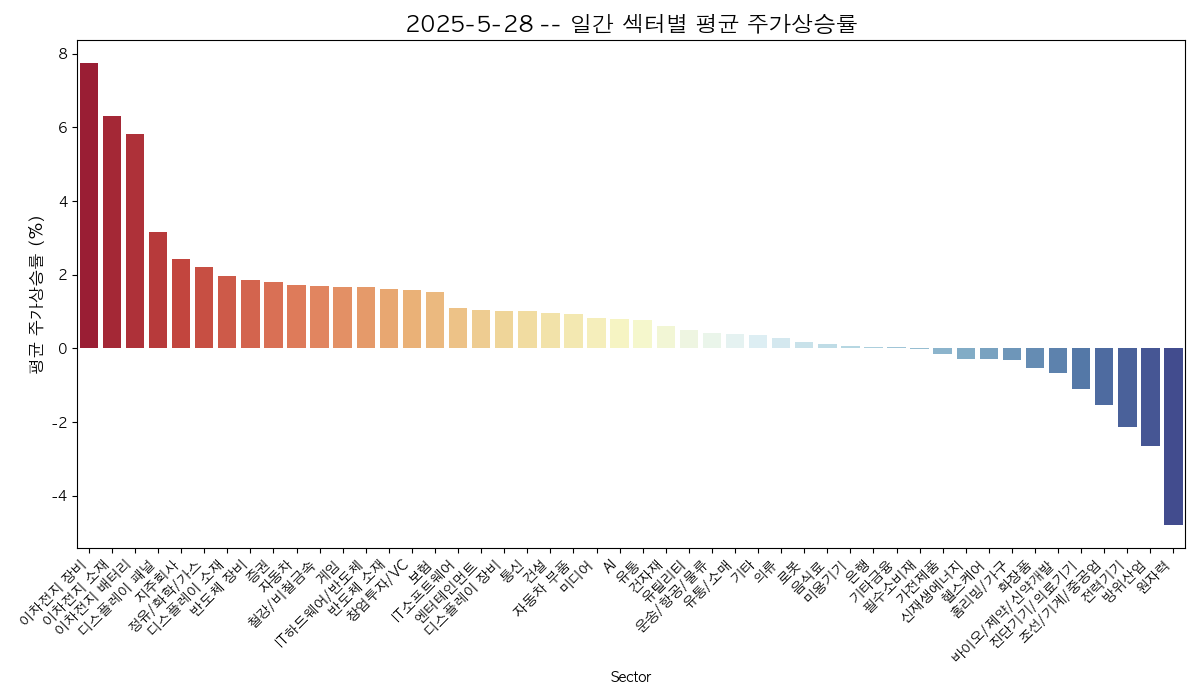 2025-5-28 -- 일간 섹터별 평균 주가상승률
평균 주가상승률 (%)
8
6
4
2
0
-2
-4
이차전지 장비
이차전지 소재
이차전지 배터리
디스플레이 패널
지주회사
정유/화학/가스
디스플레이 소재
반도체 장비
증권
자동차
철강/비철금속
게임
IT하드웨어/반도체
반도체 소재
창업투자/VC
보험
IT소프트웨어
엔터테인먼트
디스플레이 장비
통신
건설
자동차 부품
미디어
AI
유통
건자재
유틸리티
운송/항공/물류
유통/소매
기타
의류
로봇
음식료
미용기기
은행
기타금융
필수소비재
가전제품
신재생에너지
헬스케어
홈리빙/가구
화장품
바이오/제약/신약개발
진단기기/의료기기
조선/기계/중공업
전력기기
방위산업
원자력
Sector